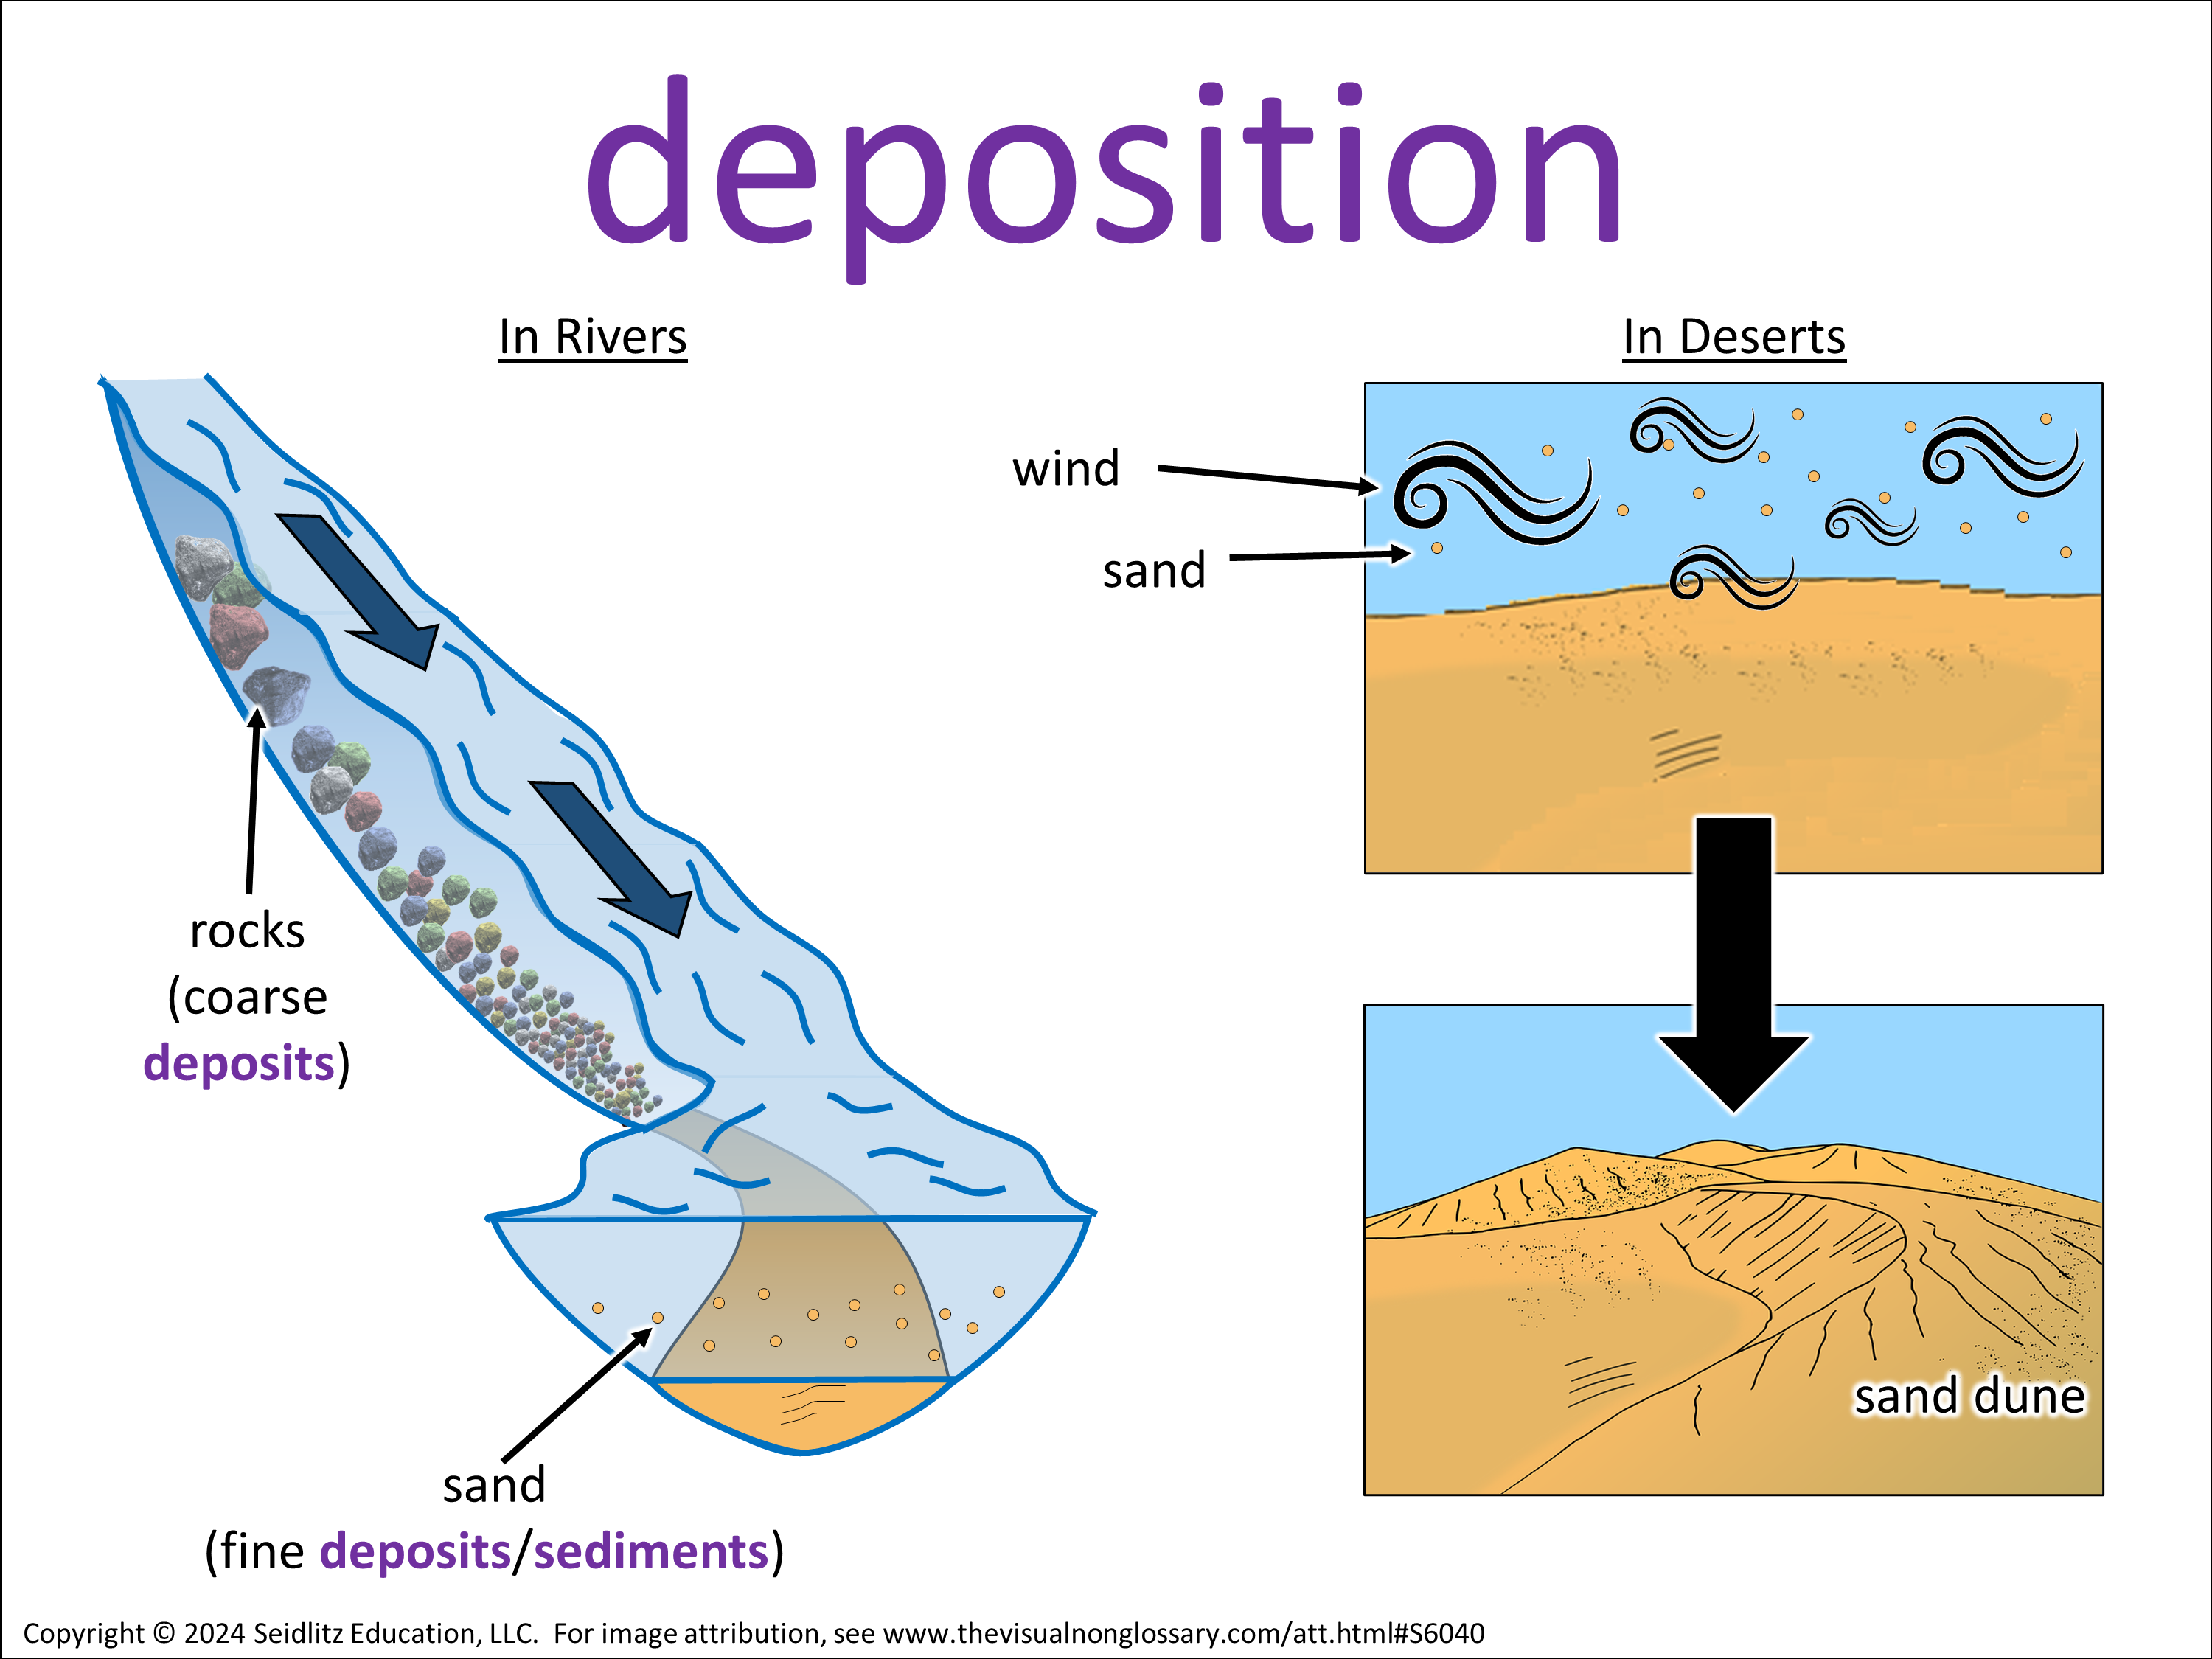 deposition
In Rivers
In Deserts
wind
sand
rocks
(coarse
deposits)
sand
(fine deposits/sediments)
sand dune
Copyright © 2024 Seidlitz Education, LLC.  For image attribution, see www.thevisualnonglossary.com/att.html#S6040